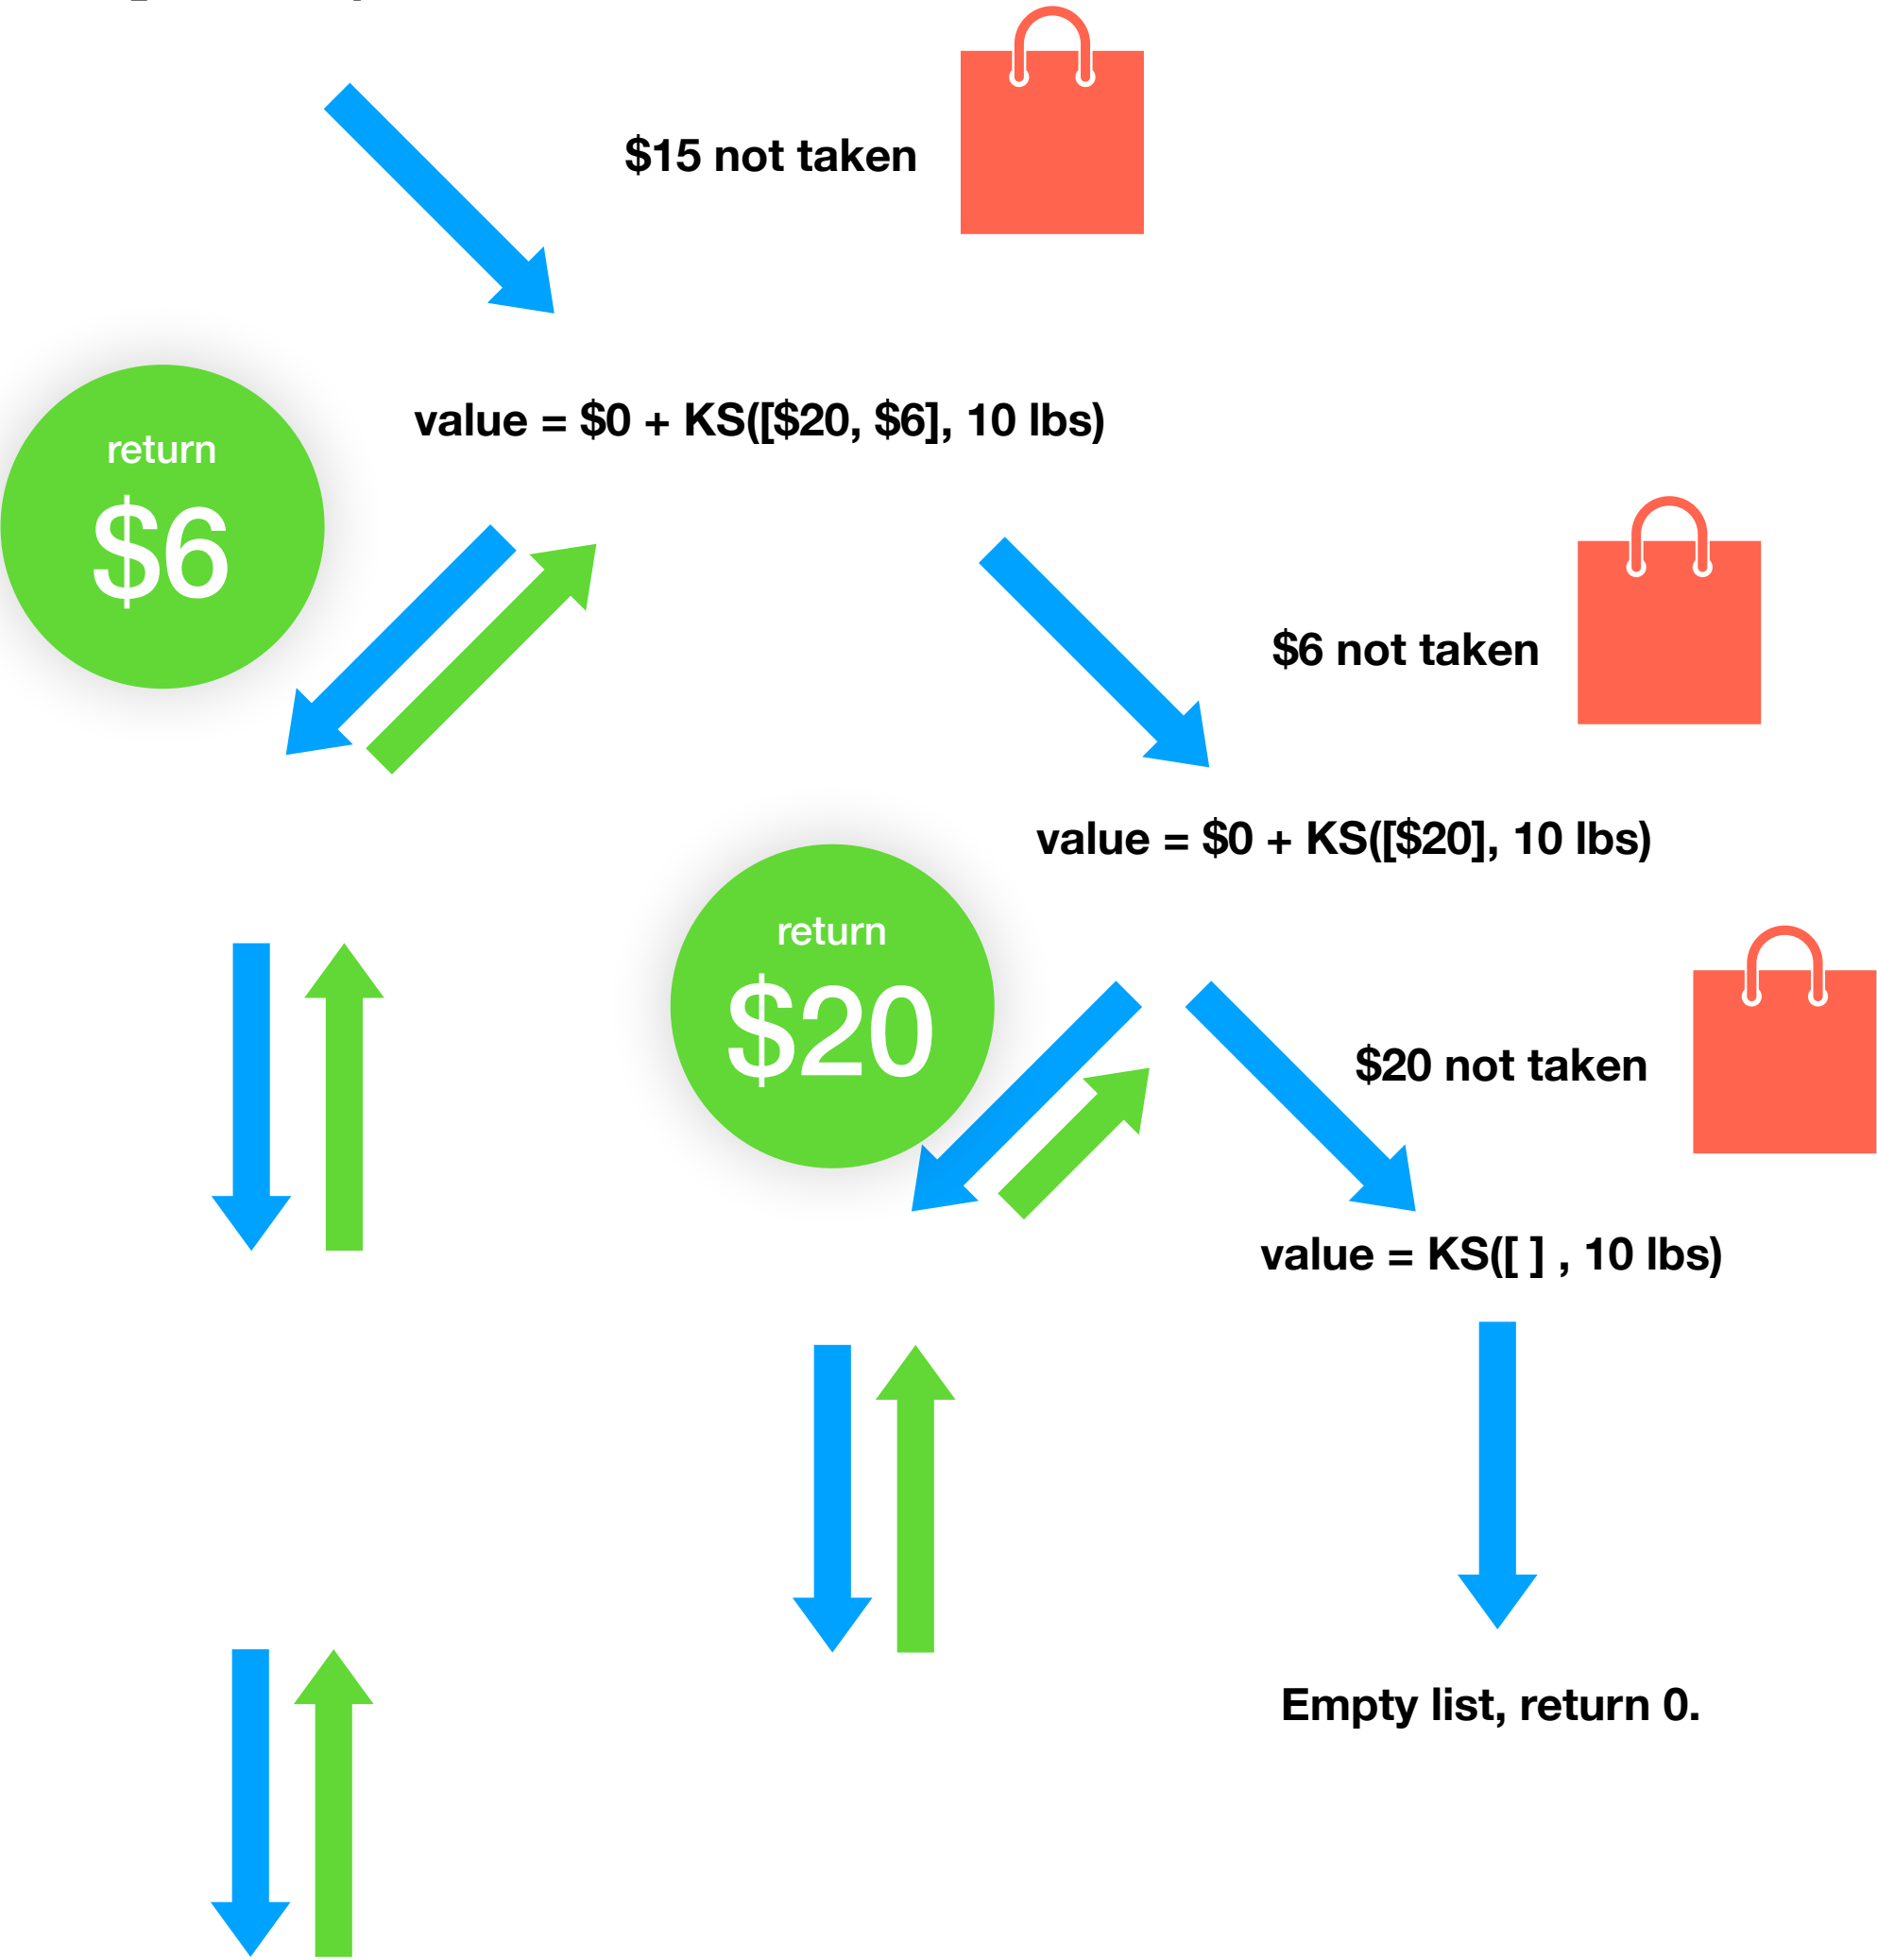 $15 not taken
value = $0 + KS([$20, $6], 10 lbs)
return
$6
$6 not taken
value = $0 + KS([$20], 10 lbs)
return
$20
$20 not taken
value = KS([ ] , 10 lbs)
Empty list, return 0.